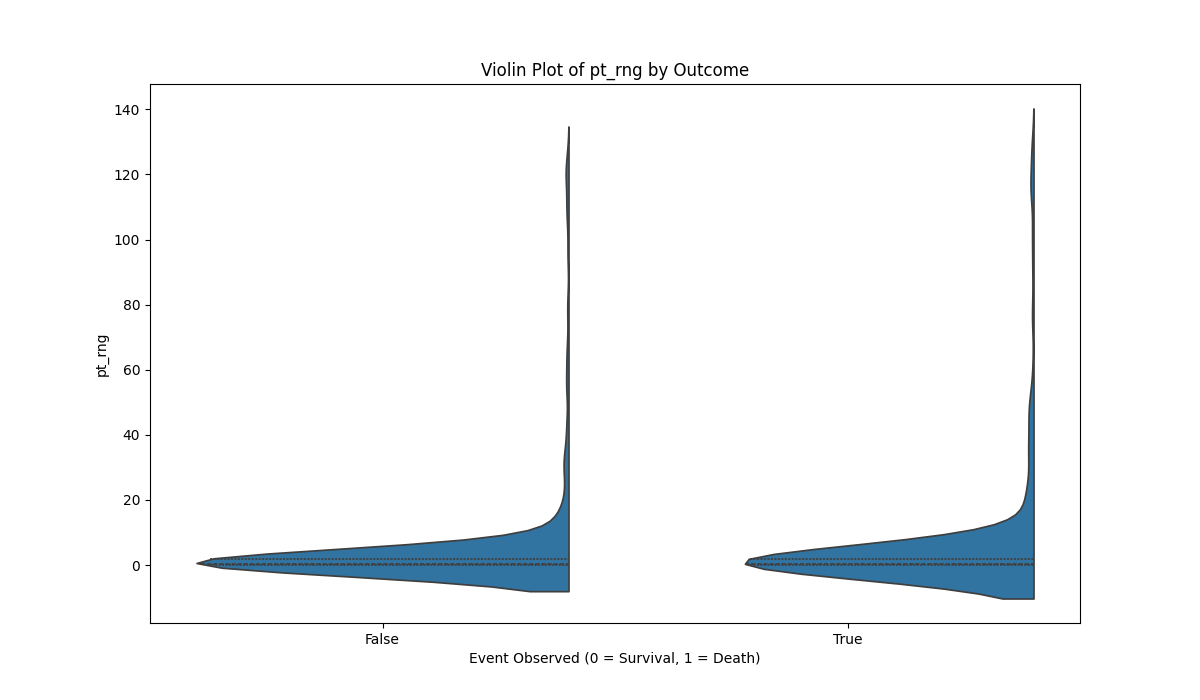 Violin Plot of pt_rng by Outcome
140
120
100
80
60
40
20
0
pt_rng
False
True
Event Observed (0 = Survival, 1 = Death)